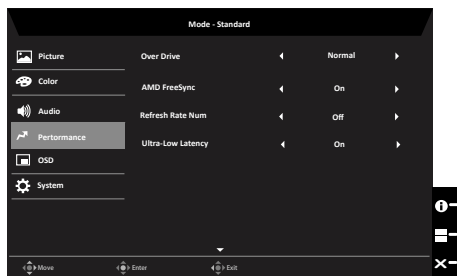 Mode - Standard
Picture
Color
Audio
Pertormance
OSD
System
Over Drive Normal
AMD FreeSync On
Refresh Rate Num Off
Ultra-Low Latency On
Move Enter Exit